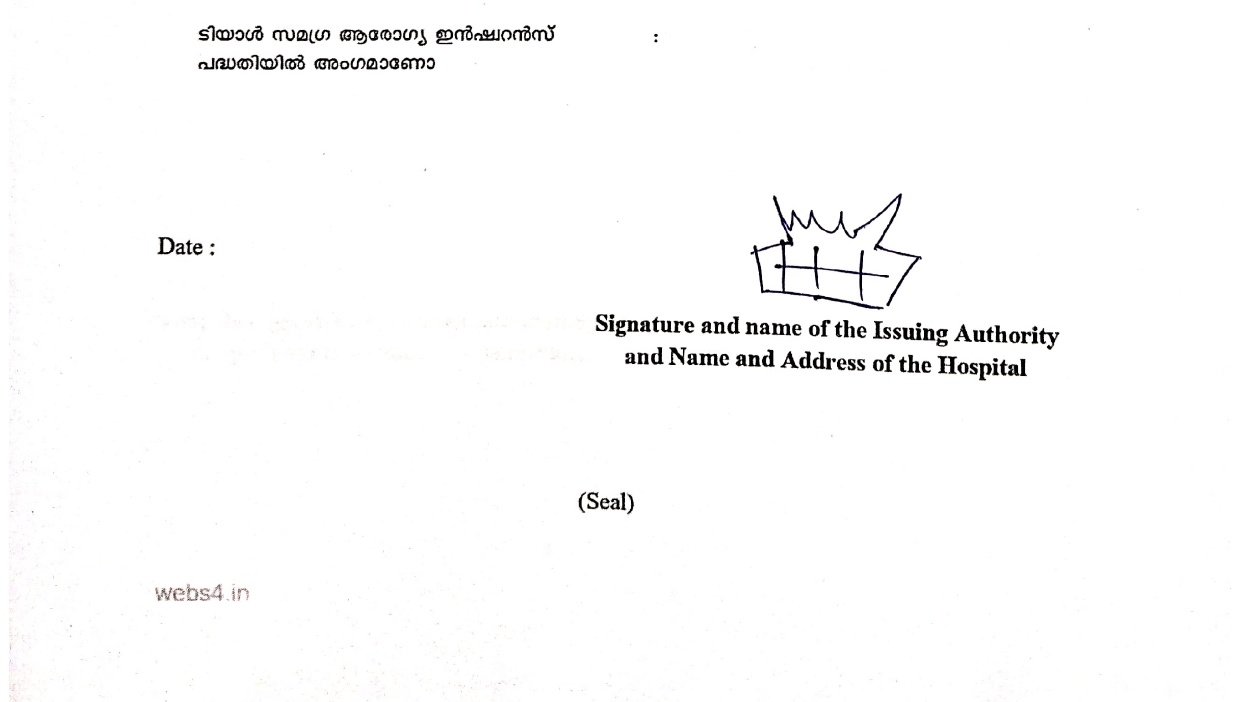 ടിയാൾ സമഗ്ര ആരോഗ്യ ഇൻഷ്വറൻസ് :
പദ്ധതിയിൽ അംഗമാണോ
Date :
Signature and name of the Issuing Authority
and Name and Address of the Hospital
(Seal)
webs4.in